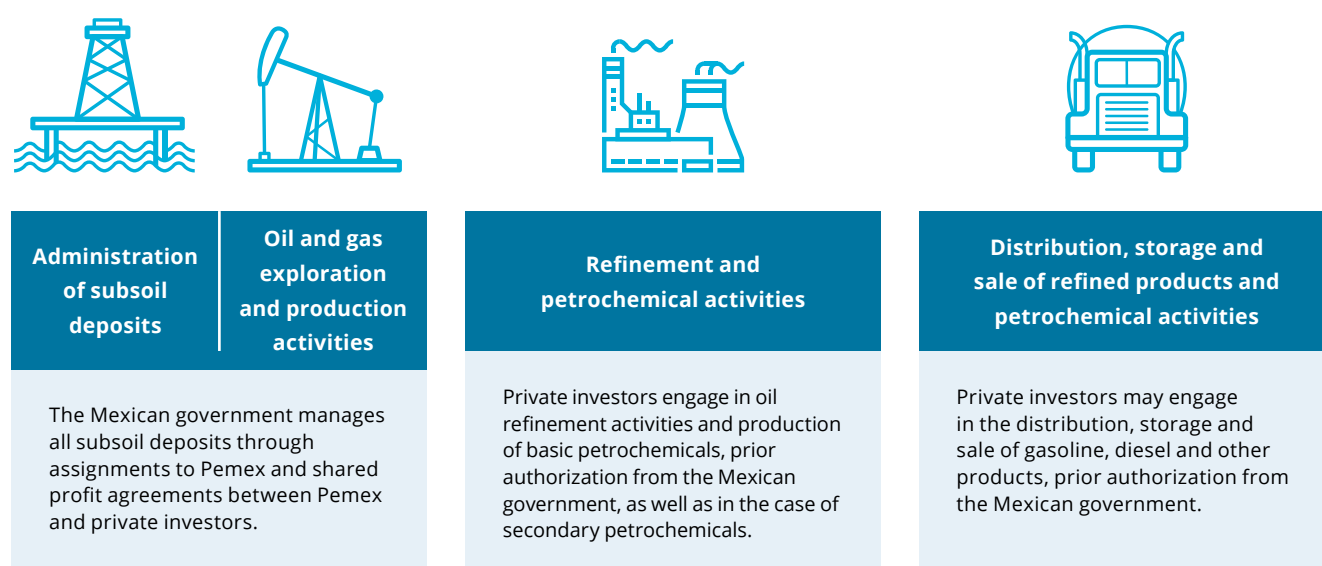 Administration
of subsoil
deposits
Oil and gas
exploration
and production
activities
The Mexican government manages
all subsoil deposits through
assignments to Pemex and shared
profit agreements between Pemex
and private investors.
Refinement and
petrochemical activities
Private investors engage in oil
refinement activities and production
of basic petrochemicals, prior
authorization from the Mexican
government, as well as in the case of
secondary petrochemicals.
Distribution, storage and
sale of refined products and
petrochemical activities
Private investors may engage
in the distribution, storage and
sale of gasoline, diesel and other
products, prior authorization from
the Mexican government.